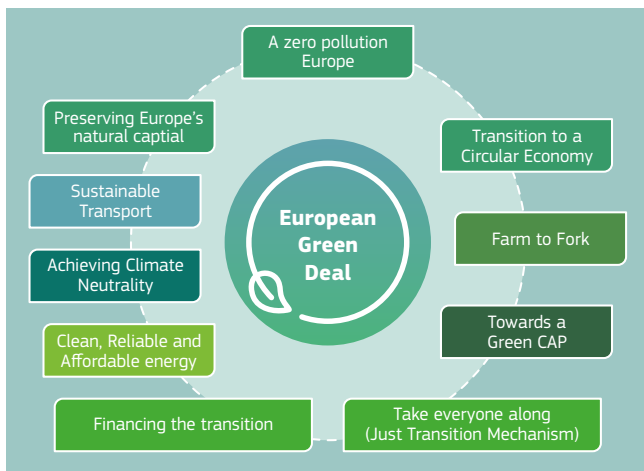 A zero pollution
Europe
Preserving Europe's
natural captial
Transition to a
Circular Economy
Sustainable
Transport
European
Green
Deal
Farm to Fork
Achieving Climate
Neutrality
Towards a
Green CAP
Clean, Reliable and
Affordable energy
Financing the transition
Take everyone along
(Just Transition Mechanism)